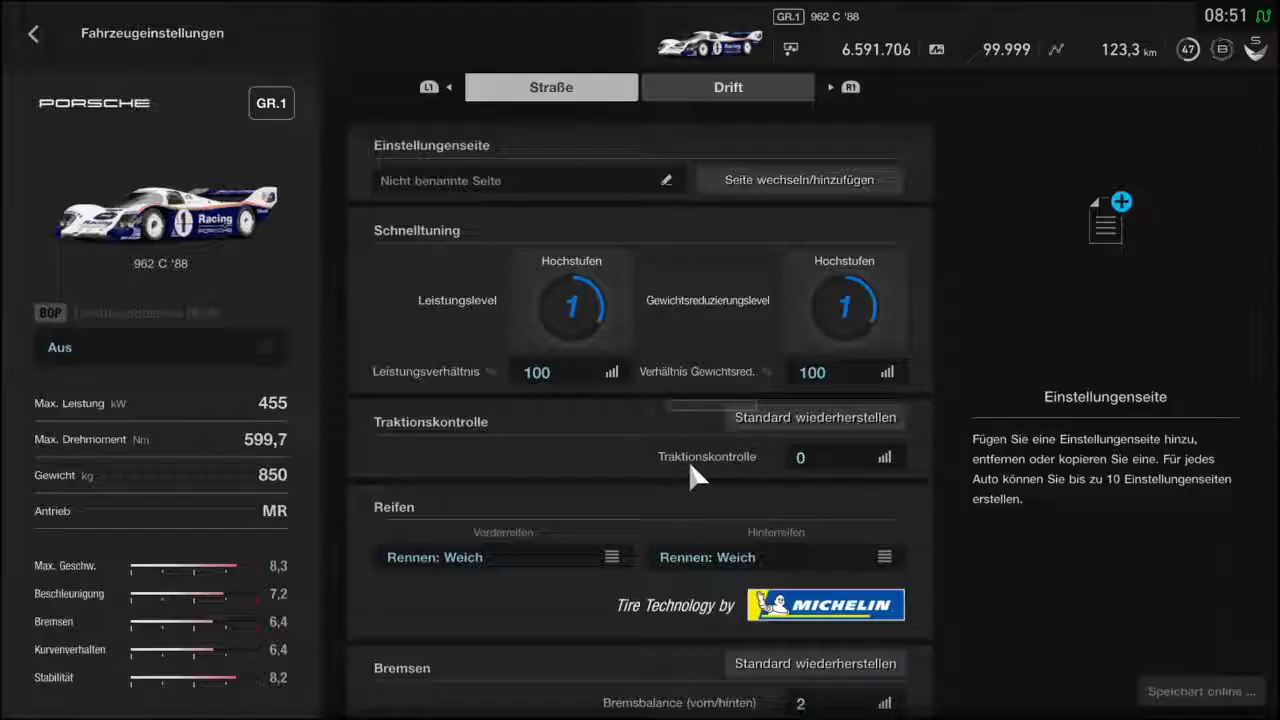 Fahrzeugeinstellungen
GR.1 962 C '88
08:51
6.591.706 99.999 123,3 km 47 B S
L1 Straße Drift R1
PORSCHE GR.1
Racing
962 C '88
BOP
Aus
Max. Leistung kW 455
Max. Drehmoment Nm 599,7
Gewicht kg 850
Antrieb MR
Max. Geschw. 8,3
Beschleunigung 7,2
Bremsen 6,4
Kurvenverhalten 6,4
Stabilität 8,2
Einstellungenseite
Nicht benannte Seite Seite wechseln/hinzufügen
Schnelltuning
Hochstufen Hochstufen
Leistungslevel 1 Gewichtsreduzierungslevel 1
Leistungsverhältnis % 100 Verhältnis Gewichtsred. % 100
Standard wiederherstellen
Traktionskontrolle
Traktionskontrolle 0
Reifen
Vorderreifen Hinterreifen
Rennen: Weich Rennen: Weich
Tire Technology by MICHELIN
Bremsen Standard wiederherstellen
Bremsbalance (vorn/hinten) 2
Einstellungenseite
Fügen Sie eine Einstellungenseite hinzu,
entfernen oder kopieren Sie eine. Für jedes
Auto können Sie bis zu 10 Einstellungenseiten
erstellen.
Speichert online ...